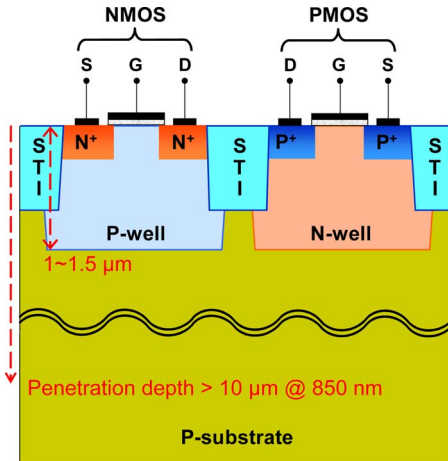 NMOS PMOS
S G D D G S
S T I N+ N+ S T I P+ P+ S T I
P-well N-well
1~1.5 μm
Penetration depth > 10 μm @ 850 nm
P-substrate